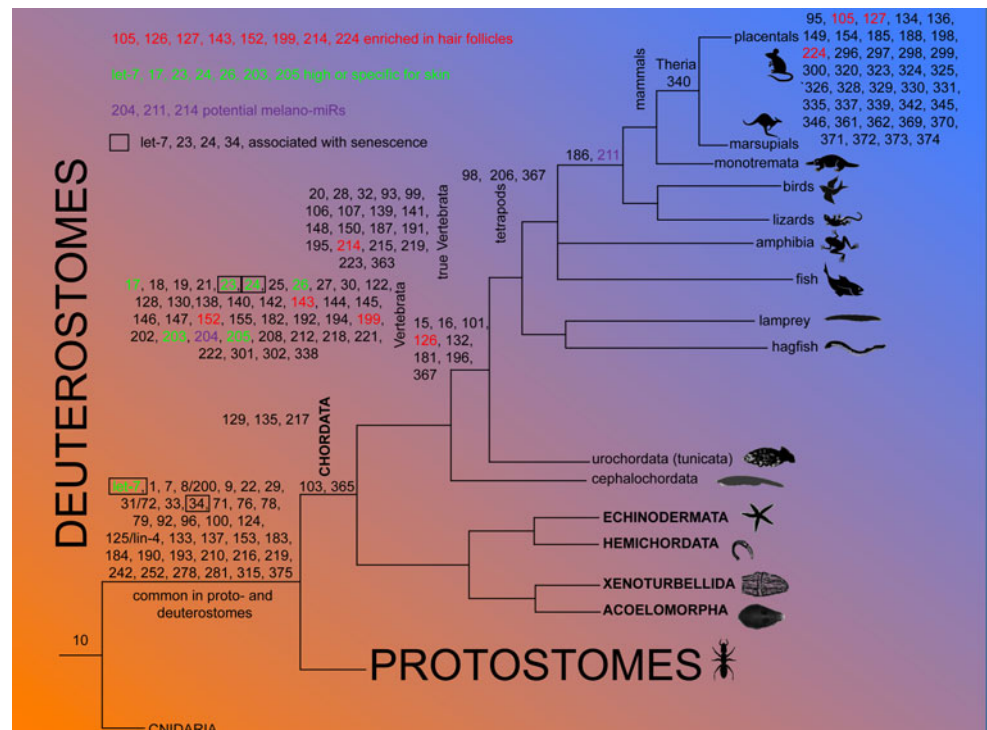 105, 126, 127, 143, 152, 199, 214, 224 enriched in hair follicles
let-7, 17, 23, 24, 26, 203, 205 high or specific for skin
204, 211, 214 potential melano-miRs
let-7, 23, 24, 34, associated with senescence
DEUTEROSTOMES
95, 105, 127, 134, 136,
149, 154, 185, 188, 198,
224, 296, 297, 298, 299,
300, 320, 323, 324, 325,
326, 328, 329, 330, 331,
335, 337, 339, 342, 345,
346, 361, 362, 369, 370,
371, 372, 373, 374
placentals
Theria
340
mammals
marsupials
monotremata
186, 211
birds
lizards
amphibia
fish
98, 206, 367
tetrapods
20, 28, 32, 93, 99,
106, 107, 139, 141,
148, 150, 187, 191,
195, 214, 215, 219,
223, 363
true Vertebrata
17, 18, 19, 21, 23, 24, 25, 26, 27, 30, 122,
128, 130,138, 140, 142, 143, 144, 145,
146, 147, 152, 155, 182, 192, 194, 199,
202, 203, 204, 205, 208, 212, 218, 221,
222, 301, 302, 338
Vertebrata
15, 16, 101,
126, 132,
181, 196,
367
lamprey
hagfish
129, 135, 217
CHORDATA
103, 365
urochordata (tunicata)
cephalochordata
let-7, 1, 7, 8/200, 9, 22, 29,
31/72, 33, 34, 71, 76, 78,
79, 92, 96, 100, 124,
125/lin-4, 133, 137, 153, 183,
184, 190, 193, 210, 216, 219,
242, 252, 278, 281, 315, 375
common in proto- and
deuterostomes
ECHINODERMATA
HEMICHORDATA
XENOTURBELLIDA
ACOELOMORPHA
10
PROTOSTOMES
CNIDARIA